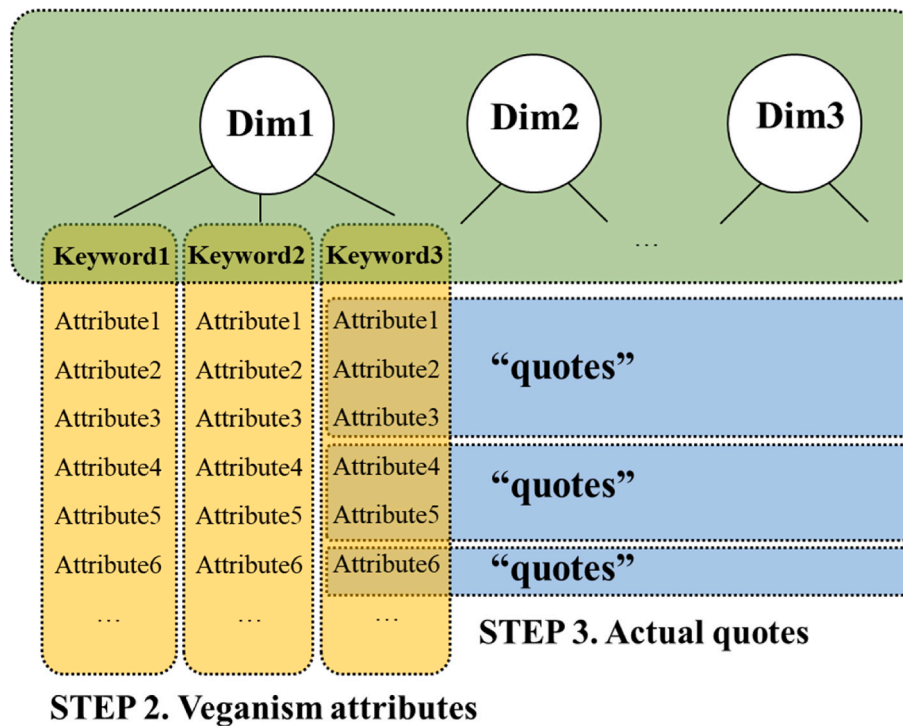 Dim1 Dim2 Dim3
...
Keyword1 Keyword2 Keyword3
Attribute1 Attribute1 Attribute1
Attribute2 Attribute2 Attribute2
“quotes”
Attribute3 Attribute3 Attribute3
Attribute4 Attribute4 Attribute4
“quotes”
Attribute5 Attribute5 Attribute5
Attribute6 Attribute6 Attribute6 “quotes”
... ... ...
STEP 3. Actual quotes
STEP 2. Veganism attributes